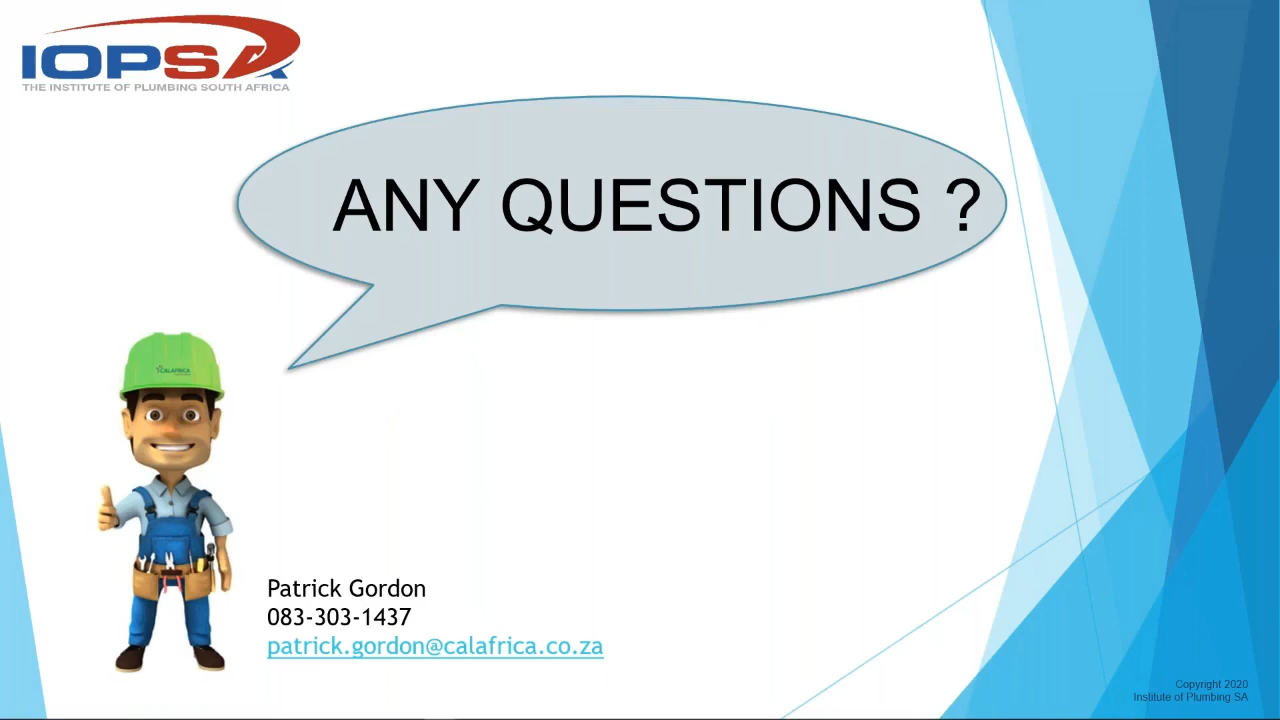 IOPSA
THE INSTITUTE OF PLUMBING SOUTH AFRICA
ANY QUESTIONS ?
CALAFRICA
Patrick Gordon
083-303-1437
patrick.gordon@calafrica.co.za
Copyright 2020
Institute of Plumbing SA